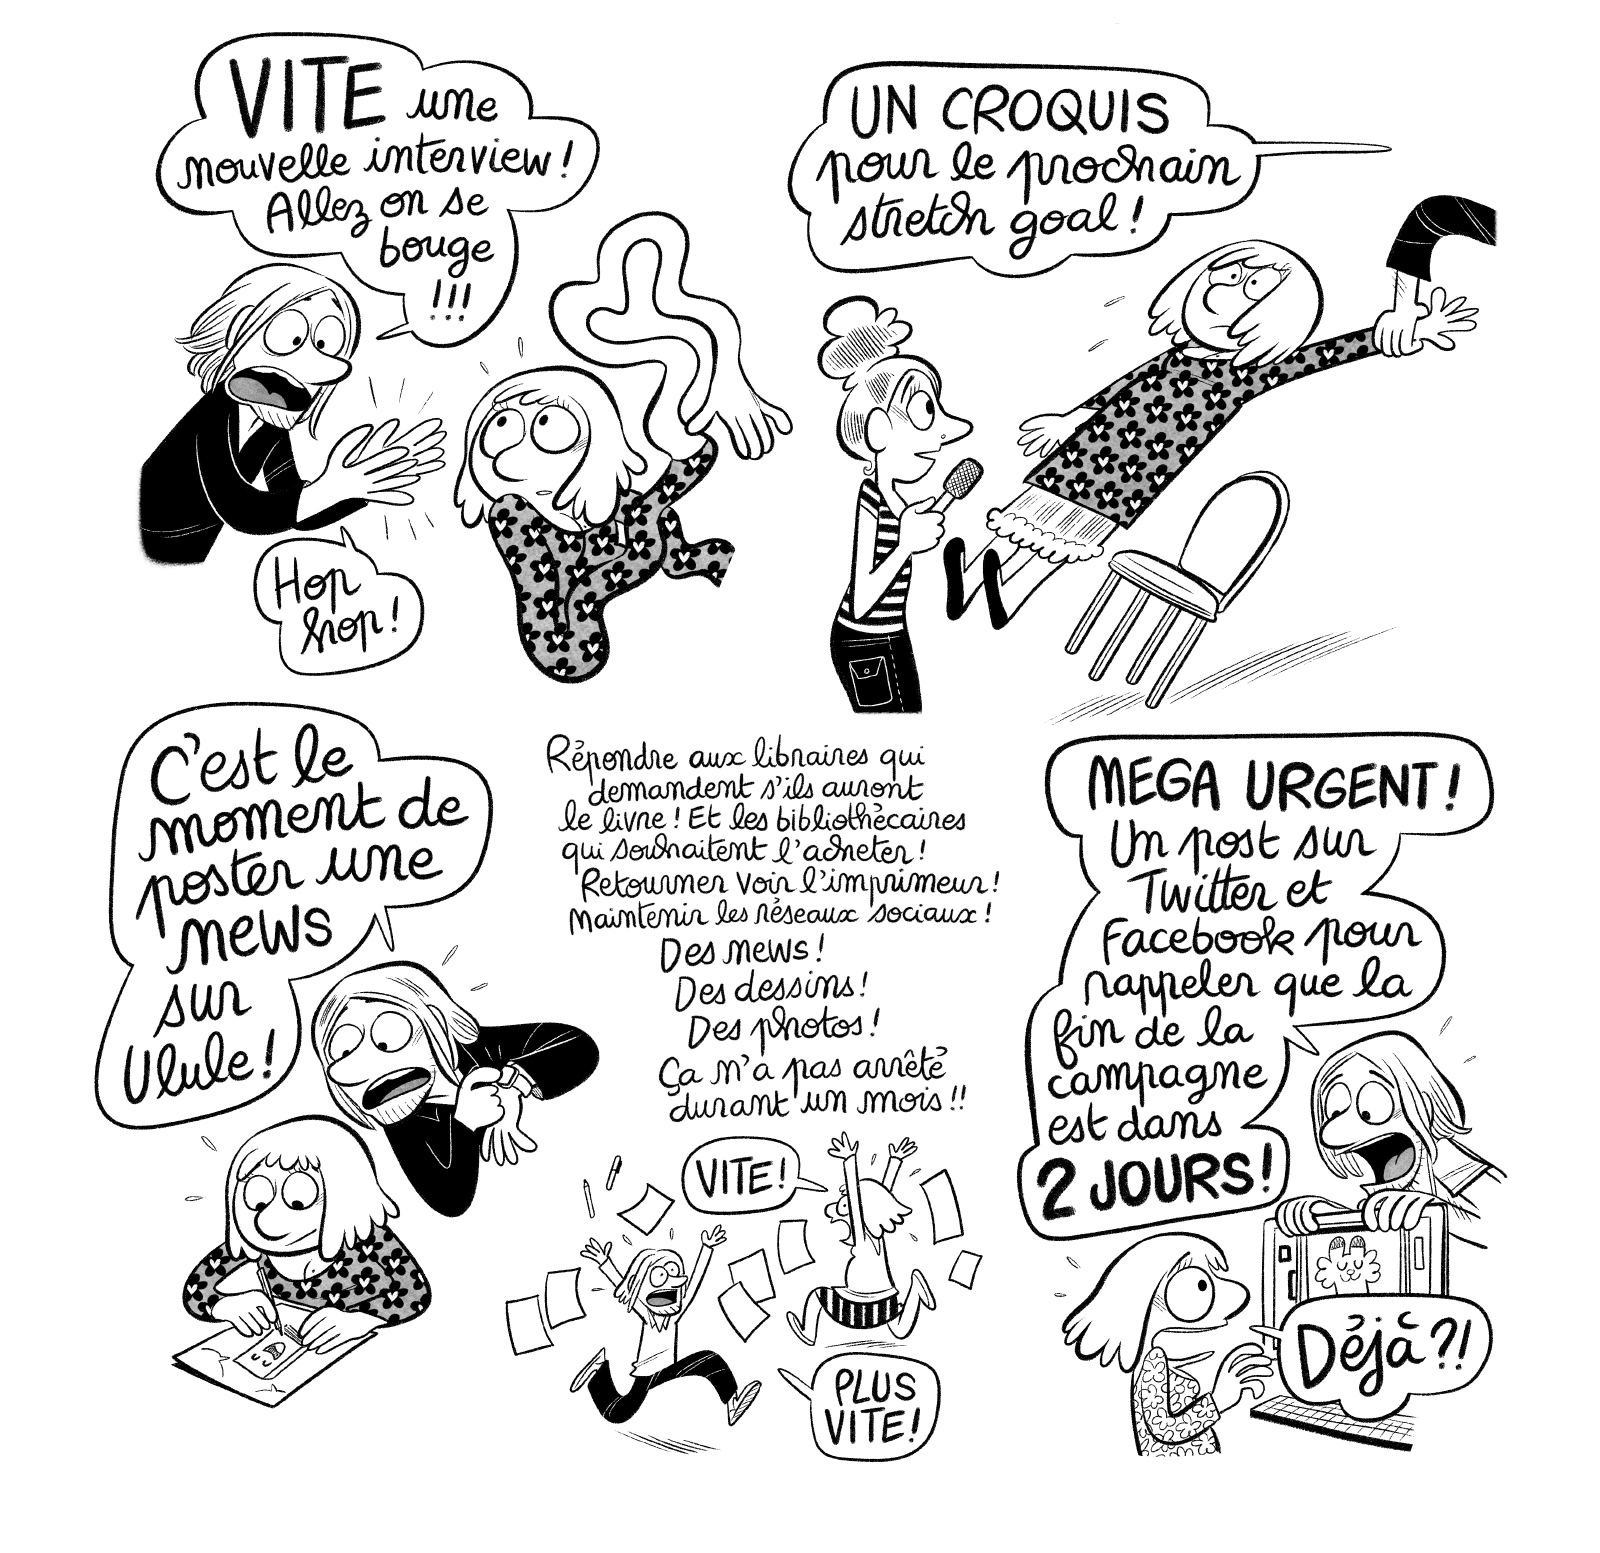 VITE une
nouvelle interview !
Allez on se
bouge
!!!
Hop
hop !
UN CROQUIS
pour le prochain
stretch goal !
C'est le
moment de
poster une
news
sur
Ulule !
Répondre aux libraires qui
demandent s'ils auront
le livre ! Et les bibliothècaires
qui souhaitent l'acheter !
Retourner voir l'imprimeur !
Maintenir les réseaux sociaux !
Des news !
Des dessins !
Des photos !
Ça n'a pas arrêté
durant un mois !!
VITE !
PLUS
VITE !
MEGA URGENT !
Un post sur
Twitter et
Facebook pour
rappeler que la
fin de la
campagne
est dans
2 JOURS !
Déjà ?!